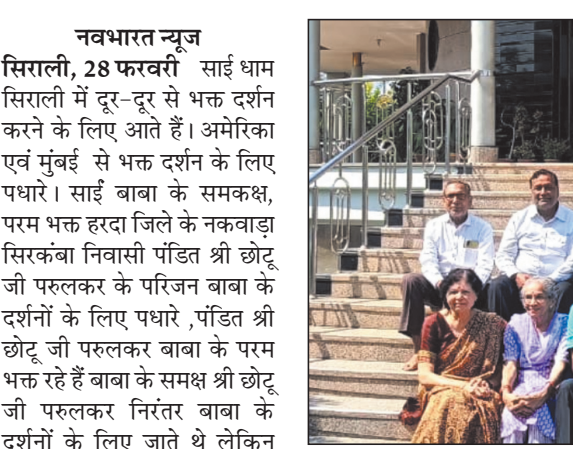 नवभारत न्यूज
सिराली, 28 फरवरी साई धाम
सिराली में दूर-दूर से भक्त दर्शन
करने के लिए आते हैं। अमेरिका
एवं मुंबई से भक्त दर्शन के लिए
पधारे। साईं बाबा के समकक्ष,
परम भक्त हरदा जिले के नकवाड़ा
सिरकंबा निवासी पंडित श्री छोटू
जी परुलकर के परिजन बाबा के
दर्शनों के लिए पधारे ,पंडित श्री
छोटू जी परुलकर बाबा के परम
भक्त रहे हैं बाबा के समक्ष श्री छोटू
जी परुलकर निरंतर बाबा के
दर्शनों के लिए जाते थे लेकिन